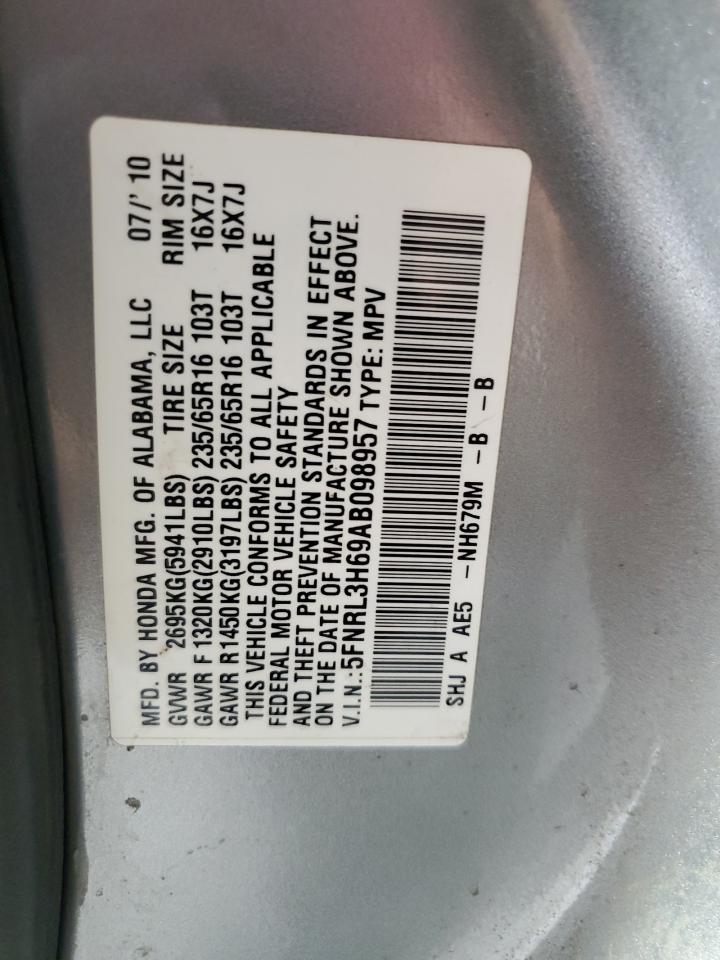 MFD. BY HONDA MFG. OF ALABAMA, LLC 07/' 10
GVWR 2695KG(5941LBS) TIRE SIZE RIM SIZE
GAWR F 1320KG(2910LBS) 235/65R16 103T 16X7J
GAWR R1450KG(3197LBS) 235/65R16 103T 16X7J
THIS VEHICLE CONFORMS TO ALL APPLICABLE
FEDERAL MOTOR VEHICLE SAFETY
AND THEFT PREVENTION STANDARDS IN EFFECT
ON THE DATE OF MANUFACTURE SHOWN ABOVE.
V.I.N.:5FNRL3H69AB098957 TYPE: MPV
SHJ A AE5 -NH679M -B -B